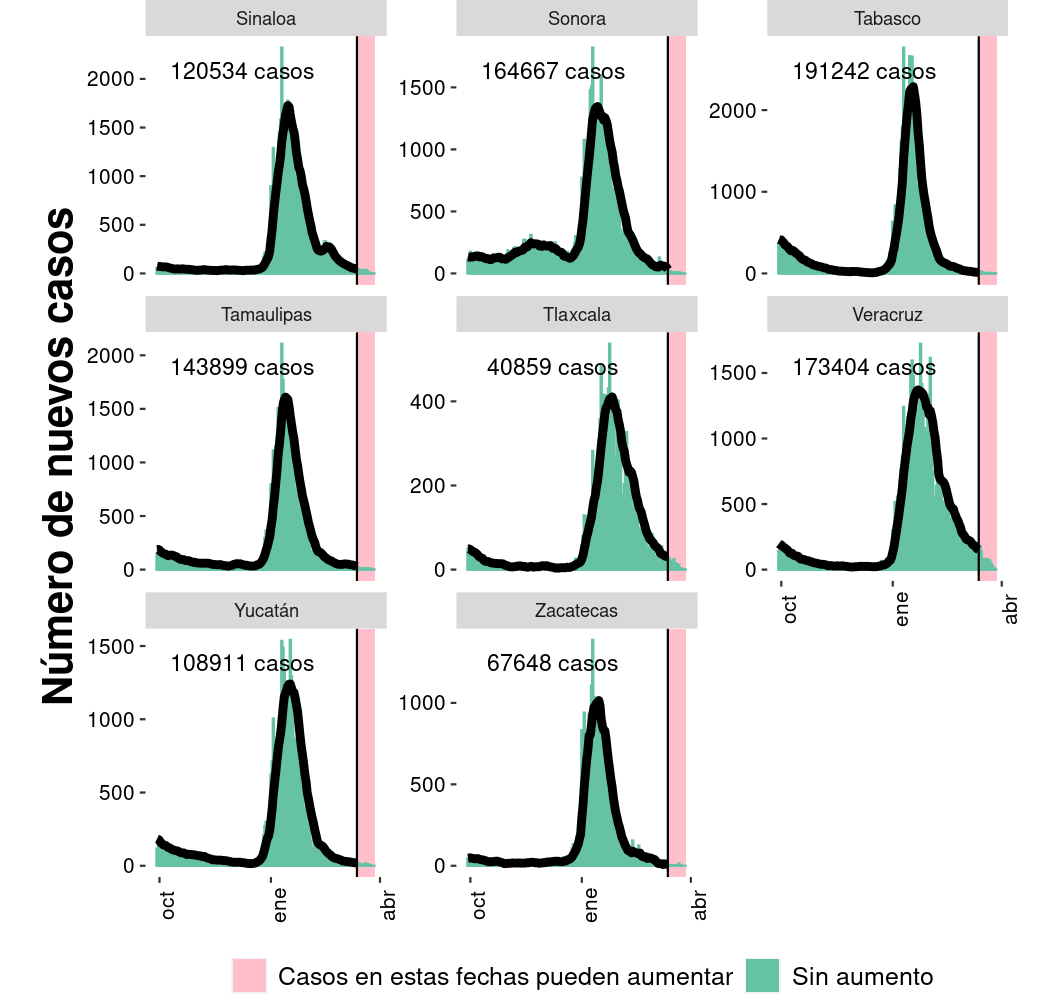 Número de nuevos casos
Sinaloa
120534 casos
2000
1500
1000
500
0
Sonora
164667 casos
1500
1000
500
0
Tabasco
191242 casos
2000
1000
0
Tamaulipas
143899 casos
2000
1500
1000
500
0
Tlaxcala
40859 casos
400
200
0
Veracruz
173404 casos
1500
1000
500
0
oct
ene
abr
Yucatán
108911 casos
1500
1000
500
0
oct
ene
abr
Zacatecas
67648 casos
1000
500
0
oct
ene
abr
Casos en estas fechas pueden aumentar
Sin aumento